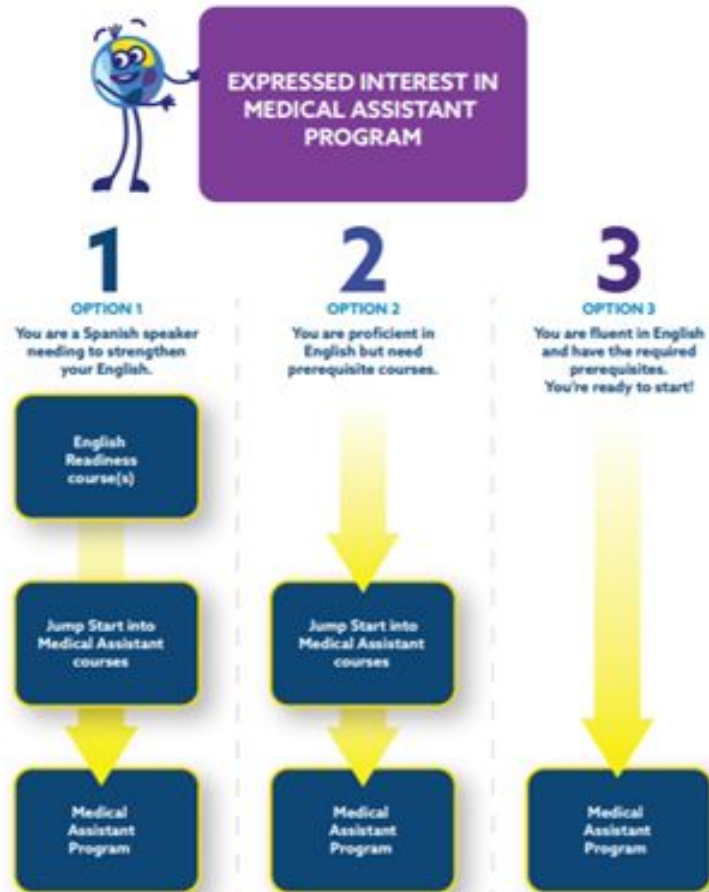 EXPRESSED INTEREST IN
MEDICAL ASSISTANT
PROGRAM
1
OPTION 1
You are a Spanish speaker
needing to strengthen
your English.
English
Readiness
course(s)
Jump Start into
Medical Assistant
courses
Medical
Assistant
Program
2
OPTION 2
You are proficient in
English but need
prerequisite courses.
Jump Start into
Medical Assistant
courses
Medical
Assistant
Program
3
OPTION 3
You are fluent in English
and have the required
prerequisites.
You're ready to start!
Medical
Assistant
Program